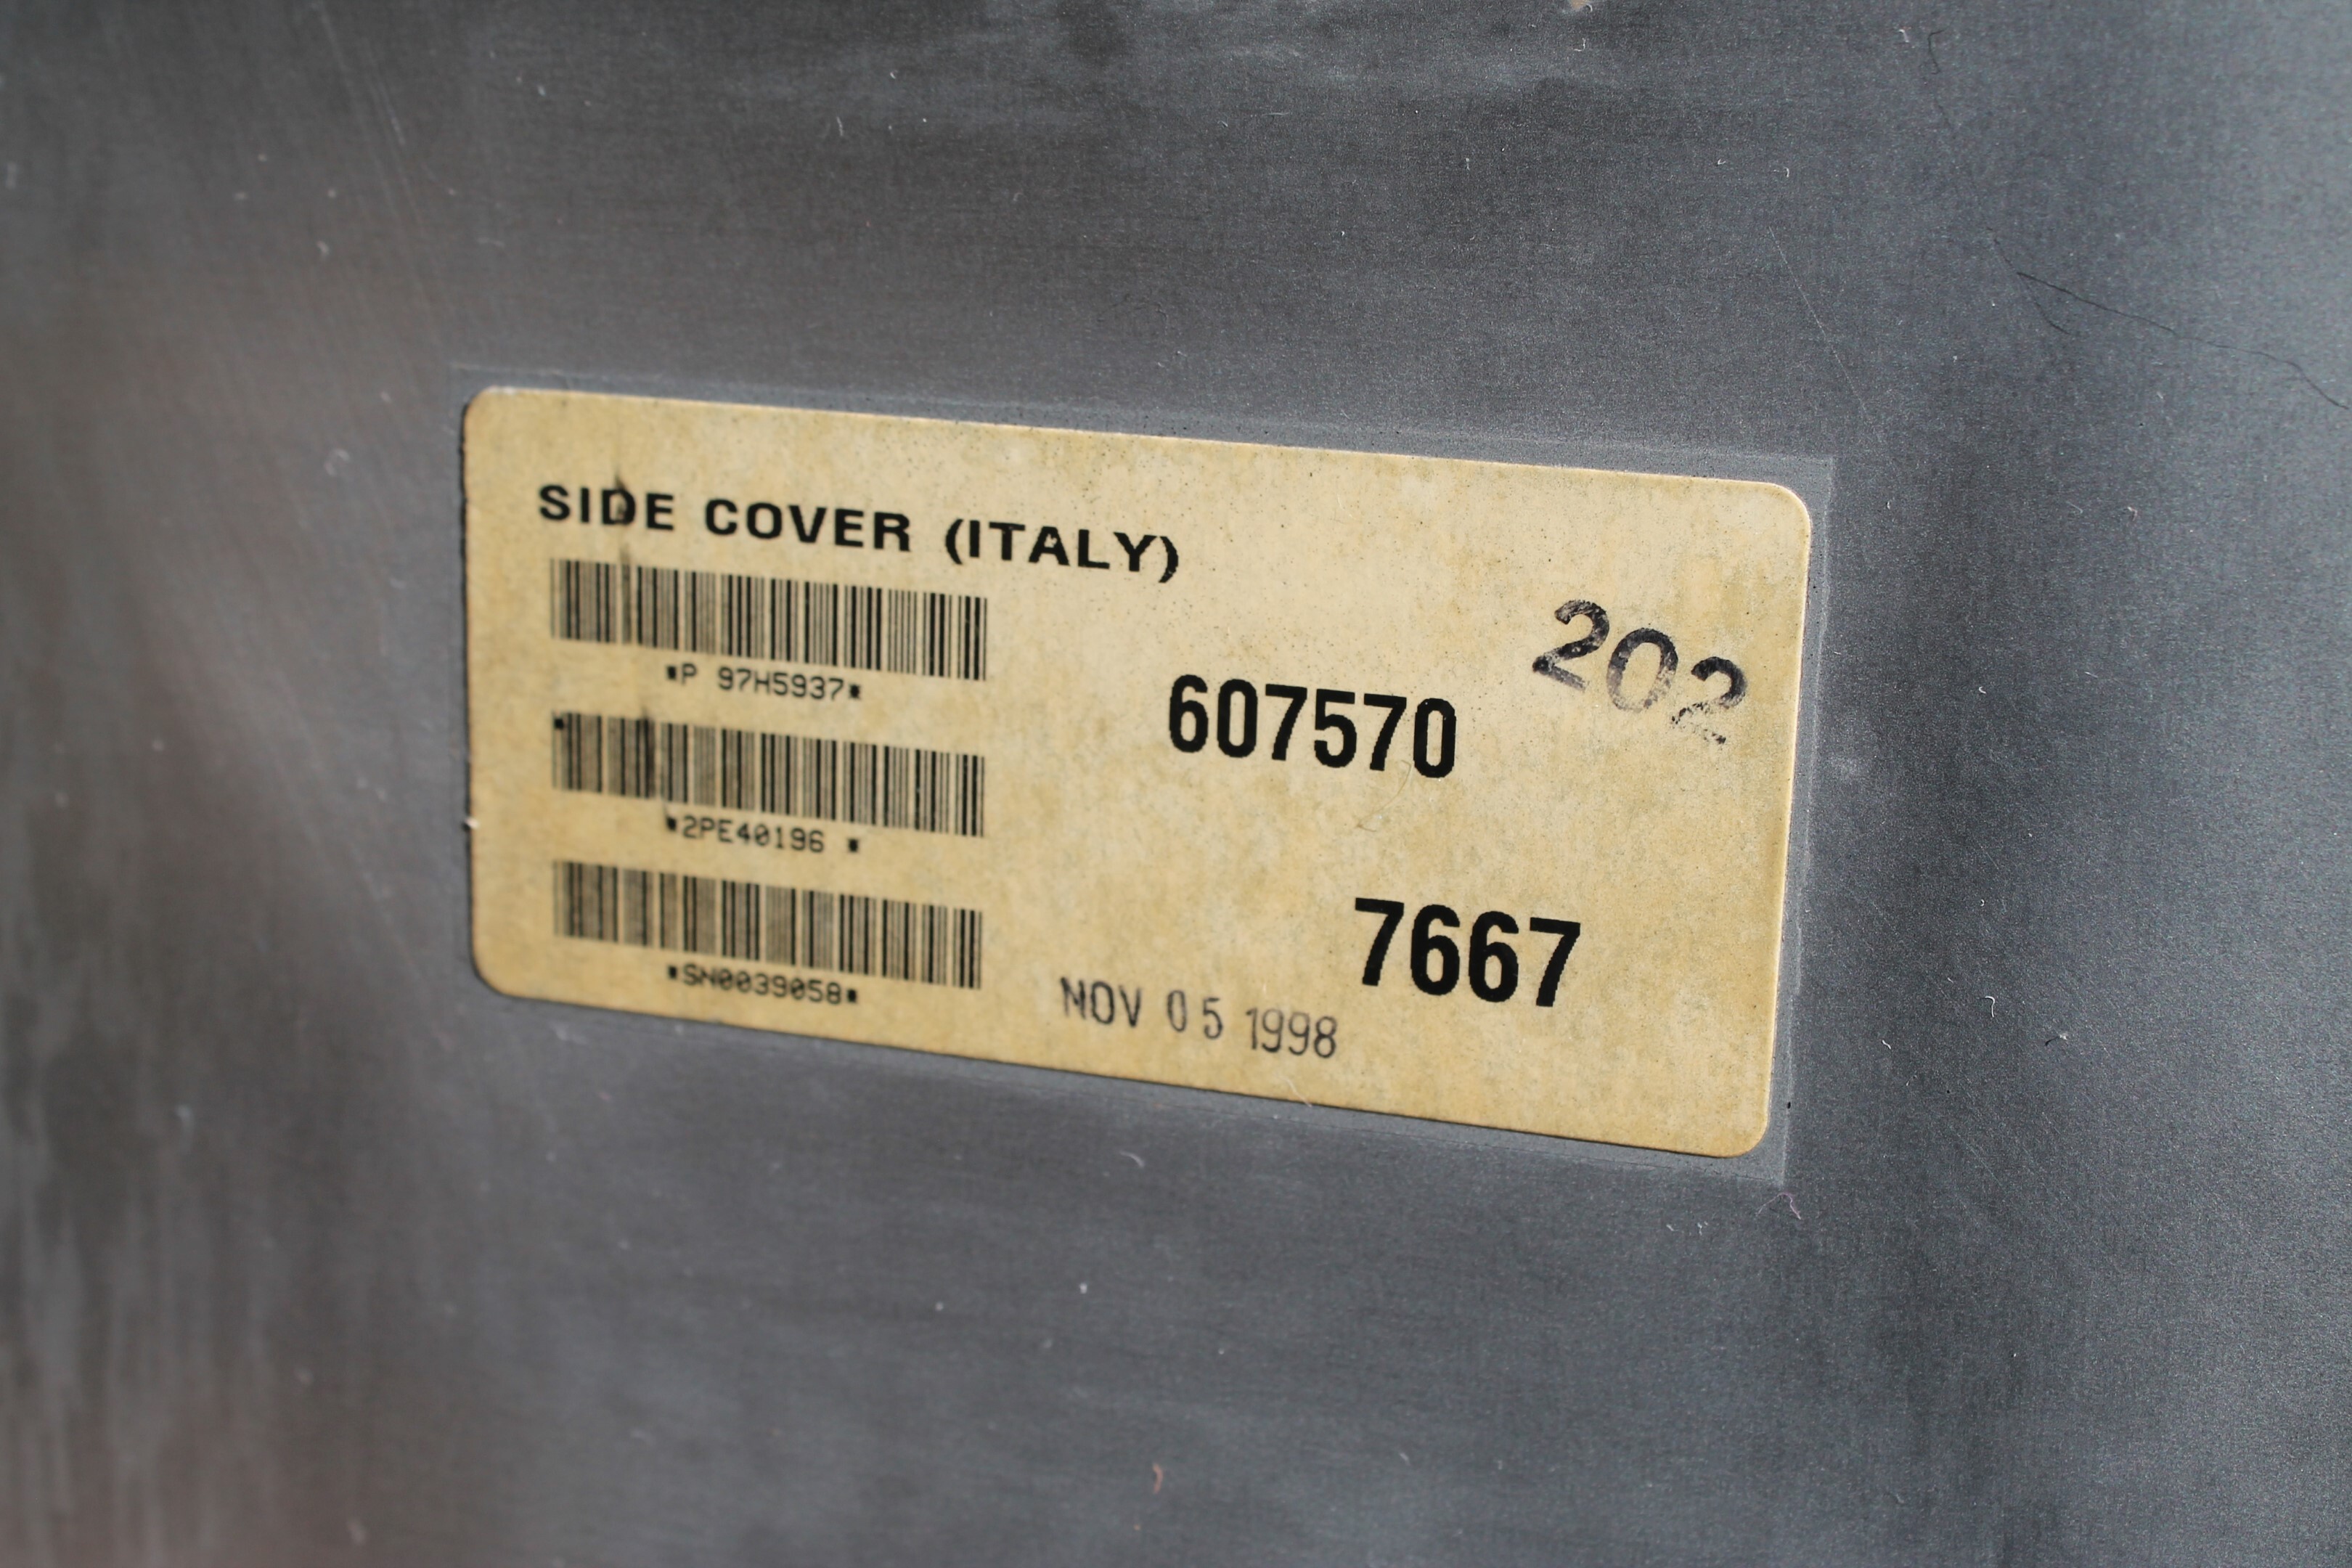 SIDE COVER (ITALY)
*P 97H5937*
*2PE40196 *
*SN0039058*
202
607570
7667
NOV 05 1998